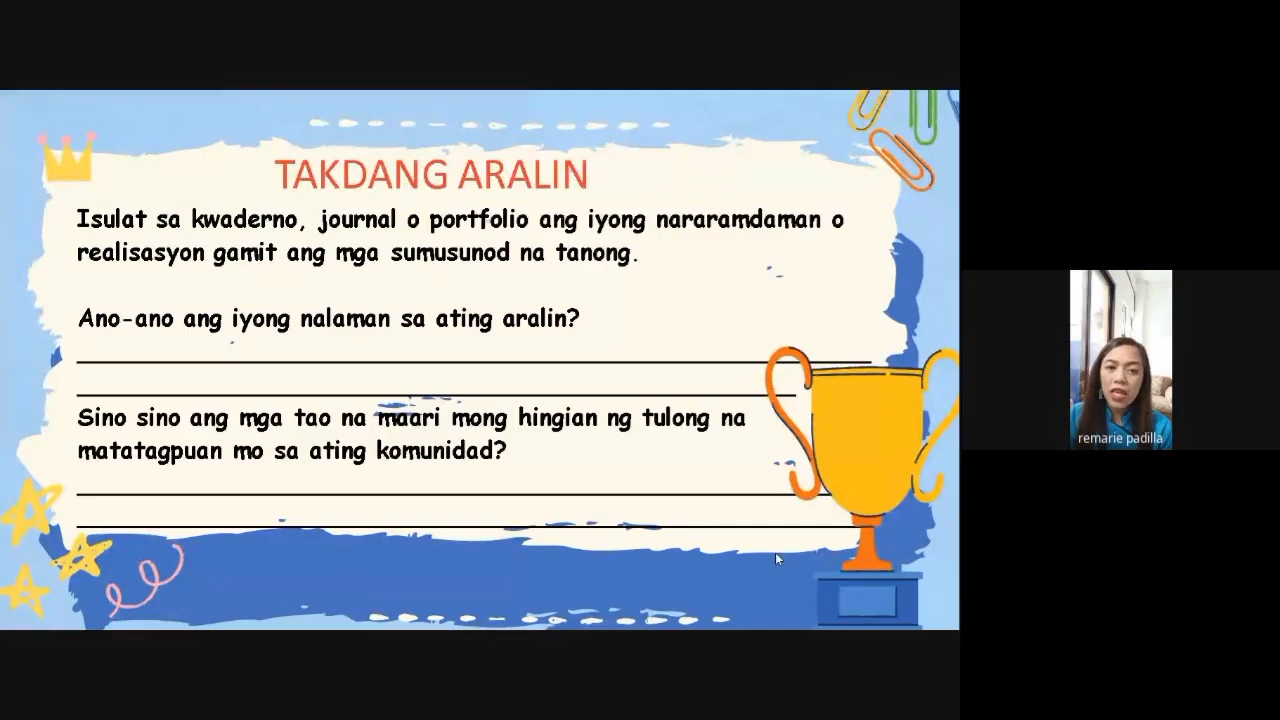 TAKDANG ARALIN
Isulat sa kwaderno, journal o portfolio ang iyong nararamdaman o
realisasyon gamit ang mga sumusunod na tanong.
Ano-ano ang iyong nalaman sa ating aralin?
Sino sino ang mga tao na maari mong hingian ng tulong na
matatagpuan mo sa ating komunidad?
remarie padilla